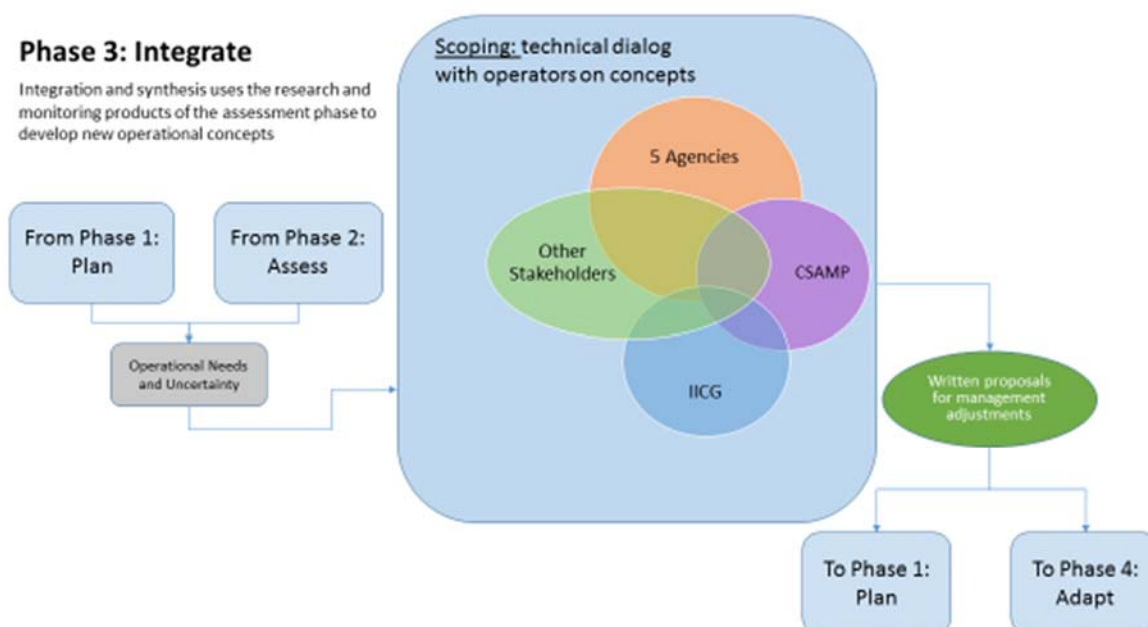 Phase 3: Integrate
Integration and synthesis uses the research and
monitoring products of the assessment phase to
develop new operational concepts
Scoping: technical dialog
with operators on concepts
5 Agencies
Other
Stakeholders
CSAMP
IICG
From Phase 1:
Plan
From Phase 2:
Assess
Operational Needs
and Uncertainty
Written proposals
for management
adjustments
To Phase 1:
Plan
To Phase 4:
Adapt